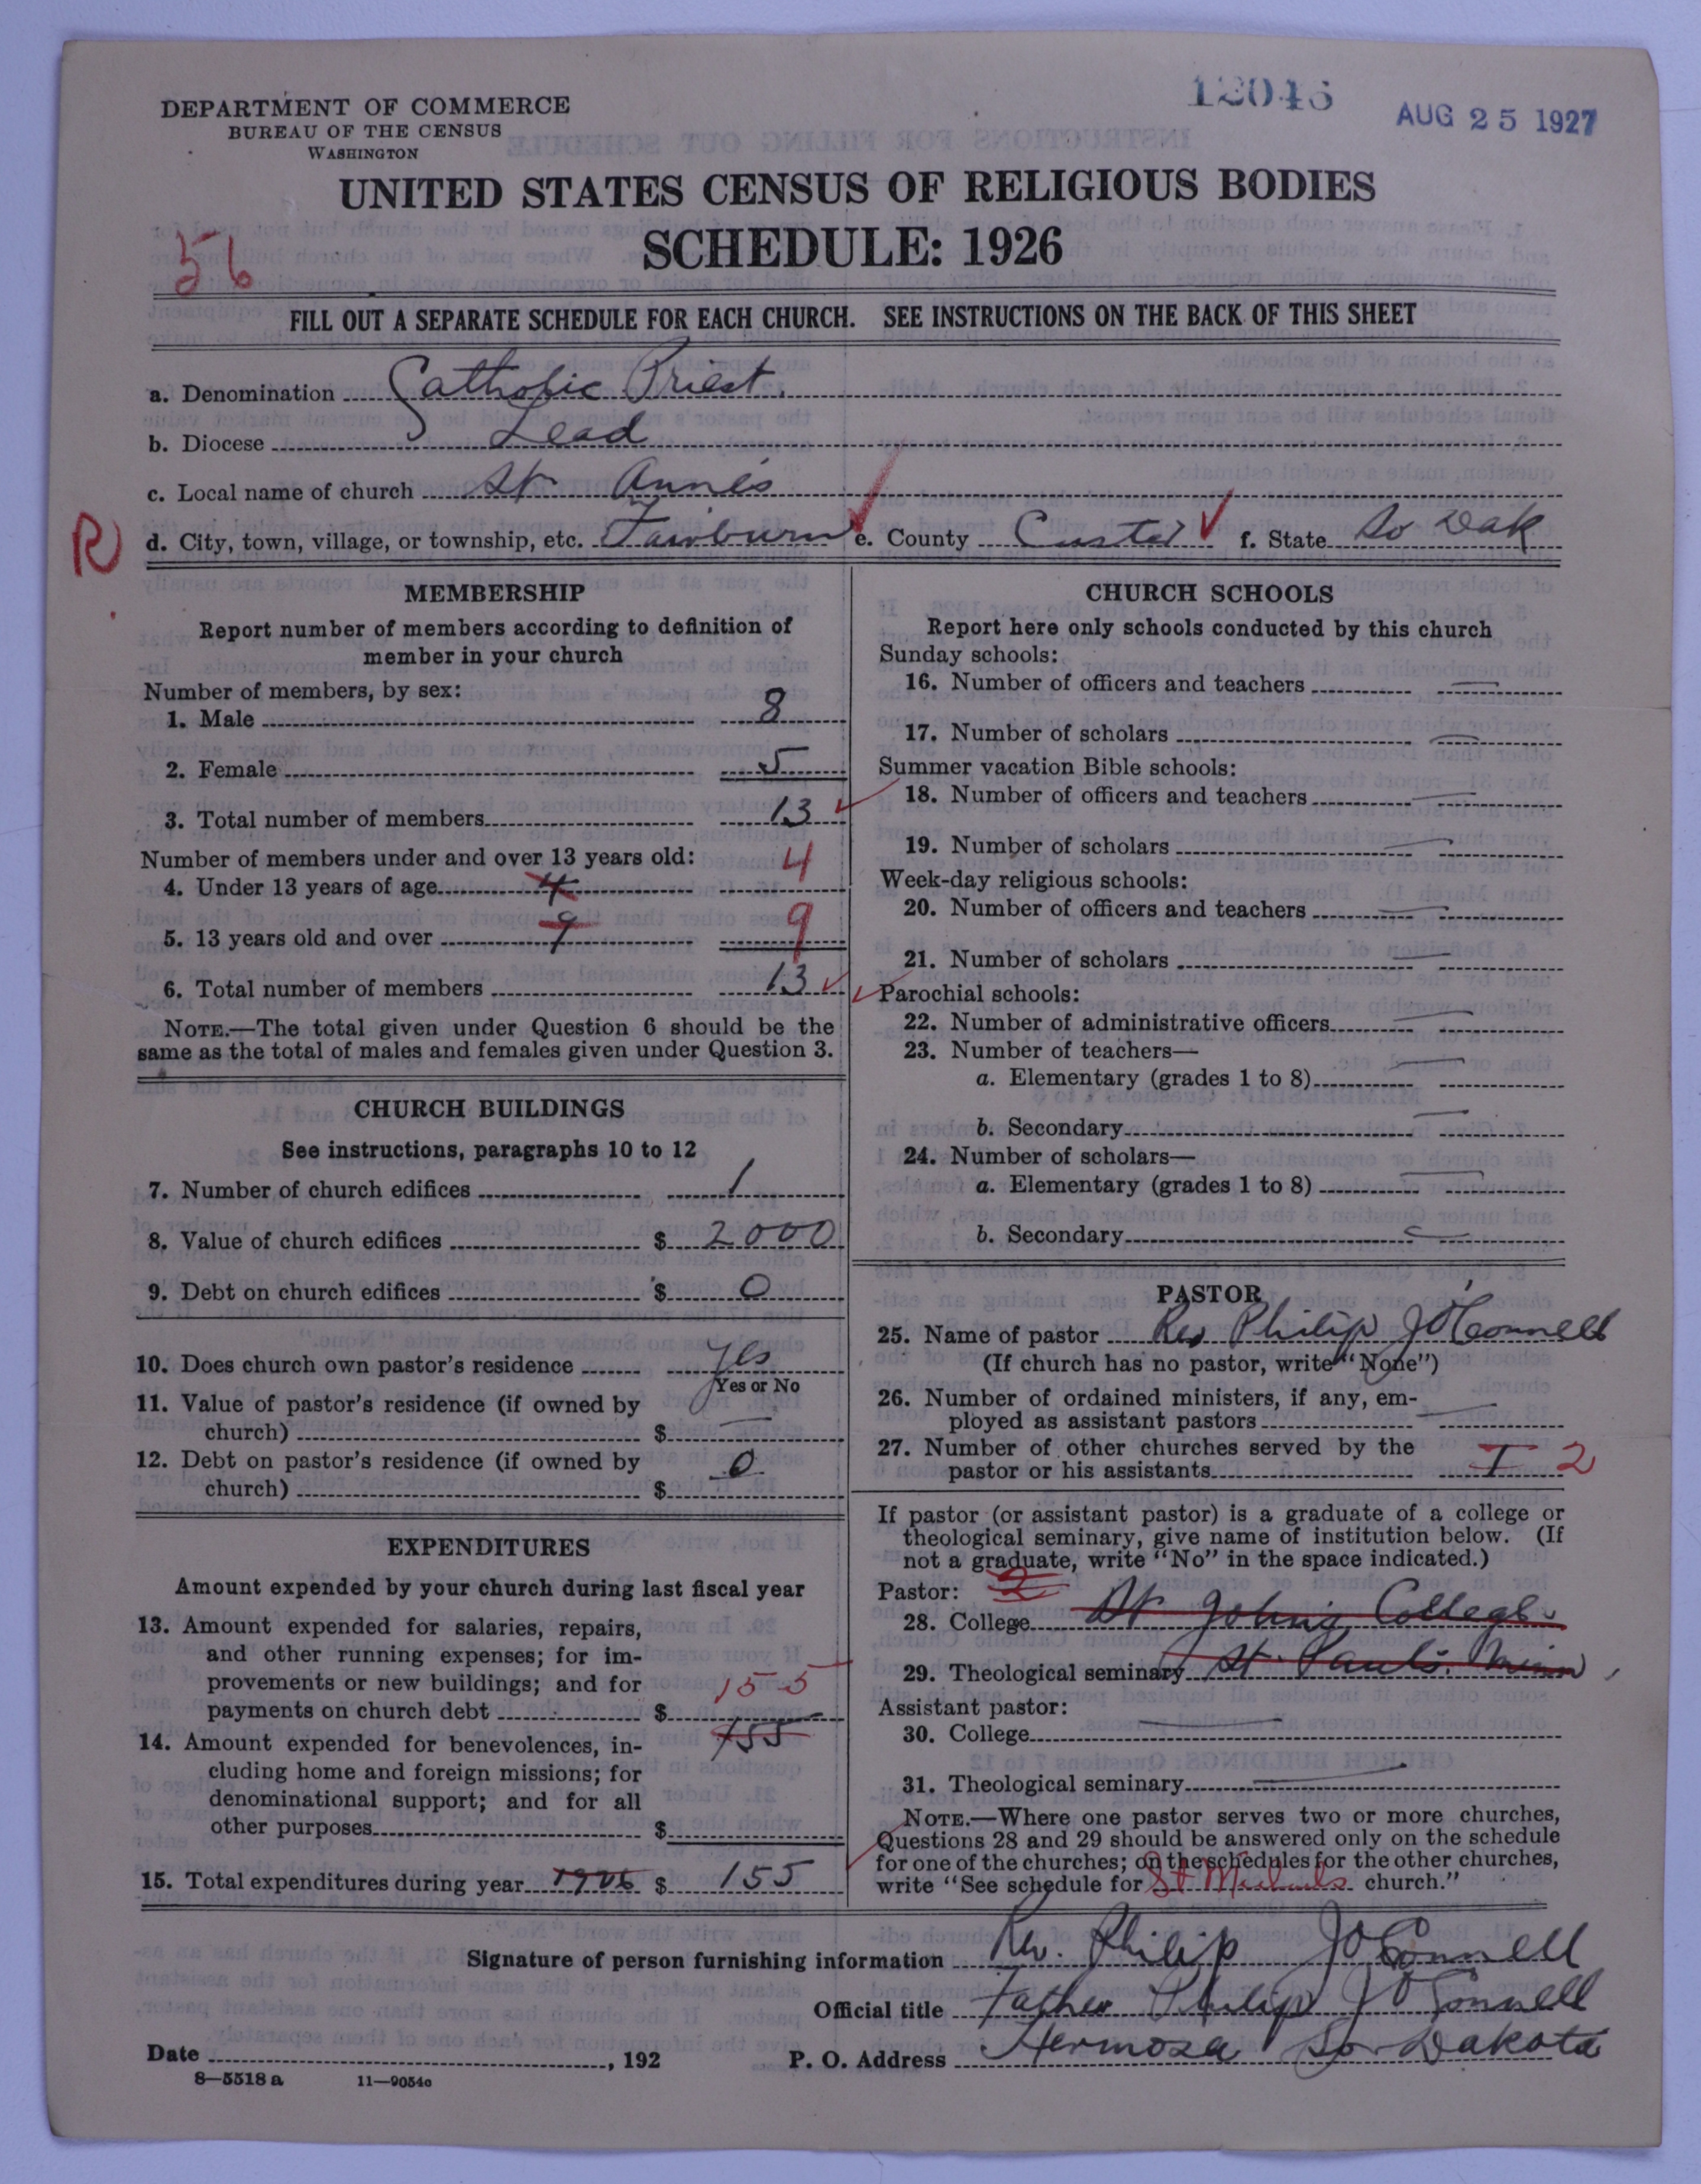 12046
AUG 25 1927
DEPARTMENT OF COMMERCE
BUREAU OF THE CENSUS
WASHINGTON
UNITED STATES CENSUS OF RELIGIOUS BODIES
SCHEDULE: 1926
56
FILL OUT A SEPARATE SCHEDULE FOR EACH CHURCH. SEE INSTRUCTIONS ON THE BACK OF THIS SHEET
a. Denomination Catholic Priest.
b. Diocese Lead
c. Local name of church St Anne's
R
d. City, town, village, or township, etc. Fairburn e. County Custer f. State So Dak
MEMBERSHIP
Report number of members according to definition of
member in your church
Number of members, by sex:
1. Male 8
2. Female 5
3. Total number of members 13
Number of members under and over 13 years old:
4. Under 13 years of age 4 4
5. 13 years old and over 9 9
6. Total number of members 13
NOTE.—The total given under Question 6 should be the
same as the total of males and females given under Question 3.
CHURCH BUILDINGS
See instructions, paragraphs 10 to 12
7. Number of church edifices 1
8. Value of church edifices $ 2000
9. Debt on church edifices $ 0
10. Does church own pastor's residence yes
Yes or No
11. Value of pastor's residence (if owned by
church) $ —
12. Debt on pastor's residence (if owned by
church) $ 0
EXPENDITURES
Amount expended by your church during last fiscal year
13. Amount expended for salaries, repairs,
and other running expenses; for im-
provements or new buildings; and for
payments on church debt $ 155
14. Amount expended for benevolences, in- 155
cluding home and foreign missions; for
denominational support; and for all
other purposes $
15. Total expenditures during year 1926 $ 155
CHURCH SCHOOLS
Report here only schools conducted by this church
Sunday schools:
16. Number of officers and teachers —
17. Number of scholars —
Summer vacation Bible schools:
18. Number of officers and teachers —
19. Number of scholars —
Week-day religious schools:
20. Number of officers and teachers —
21. Number of scholars —
Parochial schools:
22. Number of administrative officers —
23. Number of teachers—
a. Elementary (grades 1 to 8) —
b. Secondary —
24. Number of scholars—
a. Elementary (grades 1 to 8) —
b. Secondary —
PASTOR
25. Name of pastor Rev Philip J O'Connell
(If church has no pastor, write "None")
26. Number of ordained ministers, if any, em-
ployed as assistant pastors —
27. Number of other churches served by the
pastor or his assistants 1 2
If pastor (or assistant pastor) is a graduate of a college or
theological seminary, give name of institution below. (If
not a graduate, write "No" in the space indicated.)
Pastor:
28. College St John's College.
29. Theological seminary St. Paul's. Minn
Assistant pastor:
30. College —
31. Theological seminary —
NOTE.—Where one pastor serves two or more churches,
Questions 28 and 29 should be answered only on the schedule
for one of the churches; on the schedules for the other churches,
write "See schedule for St Michaels church."
Signature of person furnishing information Rev. Philip J O'Connell
Official title Father Philip J O'Connell
Date , 192 P. O. Address Hermosa So. Dakota
8—5518 a 11—9054c